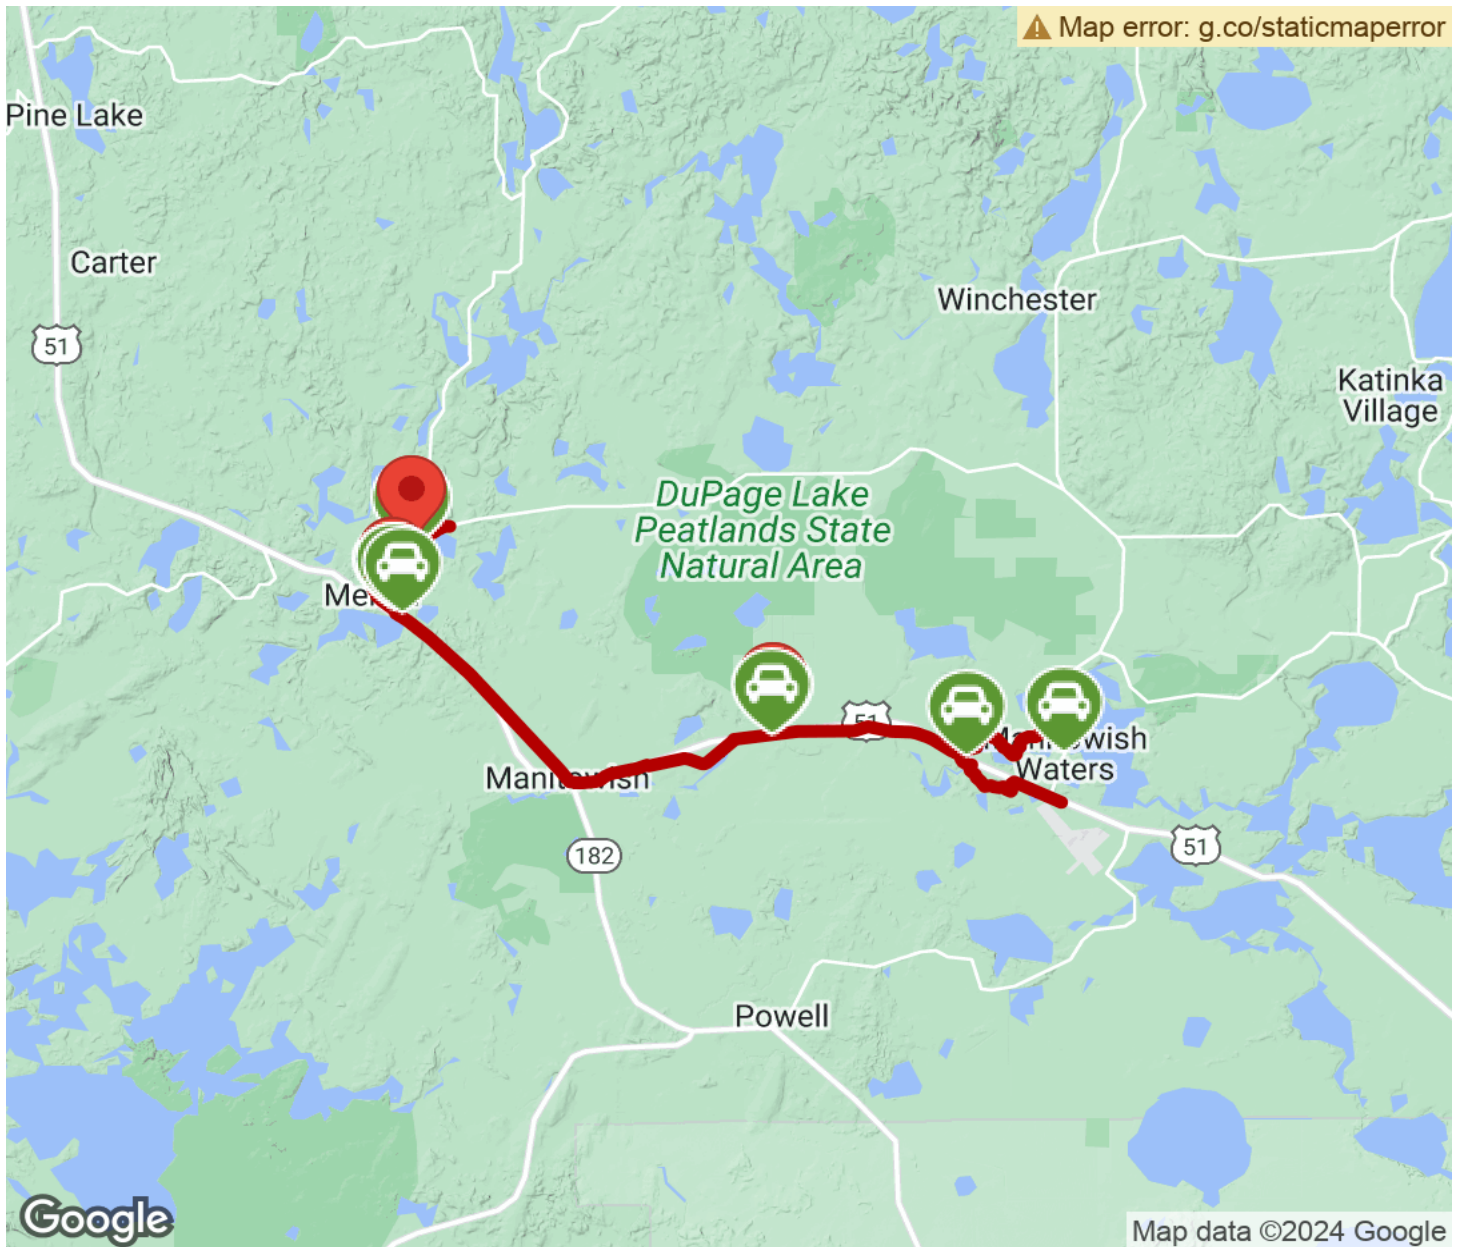 Map error: g.co/staticmaperror
Pine Lake
Carter
Winchester
51
Katinka
Village
DuPage Lake
Peatlands State
Natural Area
51
Waters
182
51
Powell
Google
Map data ©2024 Google